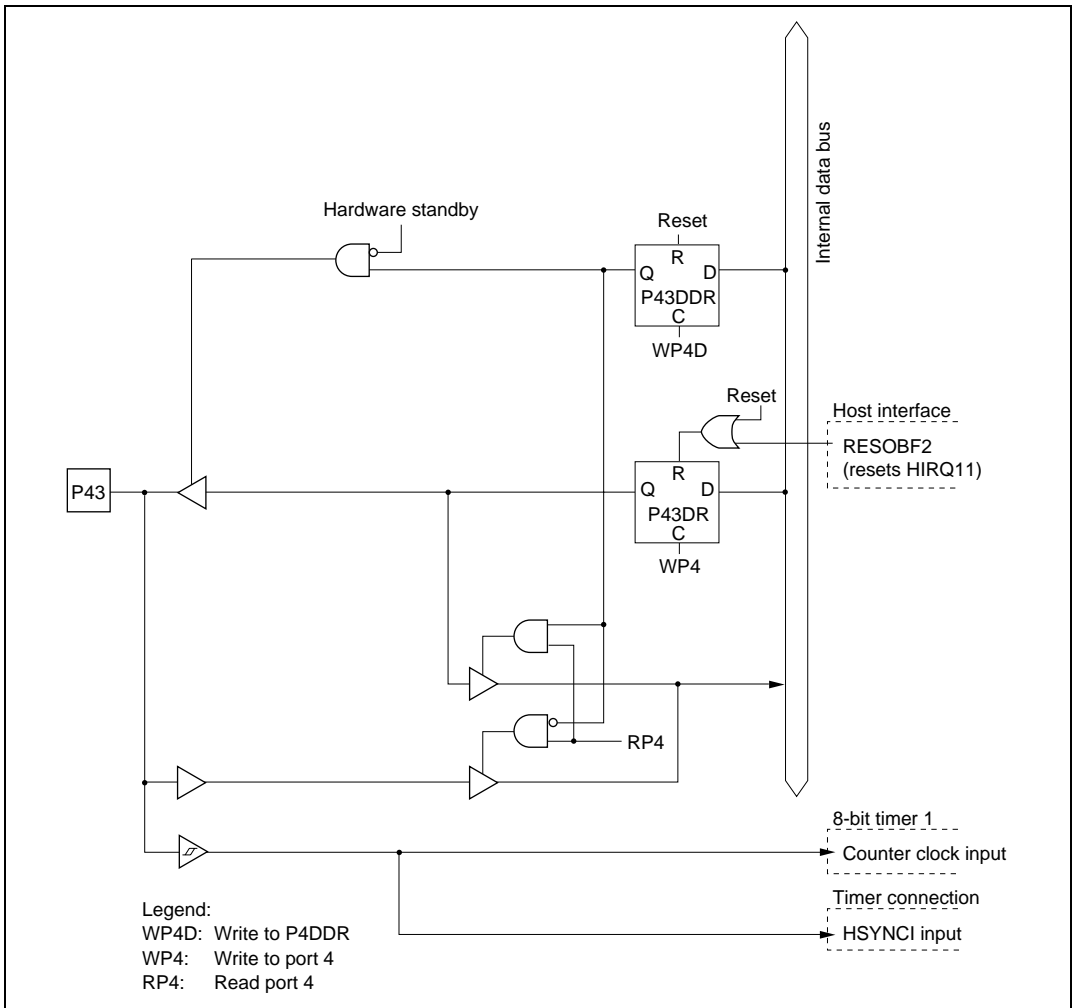 Hardware standby
Reset
R
Q
D
P43DDR
C
WP4D
Internal data bus
Reset
Host interface
RESOBF2
(resets HIRQ11)
R
P43
Q
D
P43DR
C
WP4
RP4
8-bit timer 1
Counter clock input
Timer connection
HSYNCI input
Legend:
WP4D: Write to P4DDR
WP4: Write to port 4
RP4: Read port 4